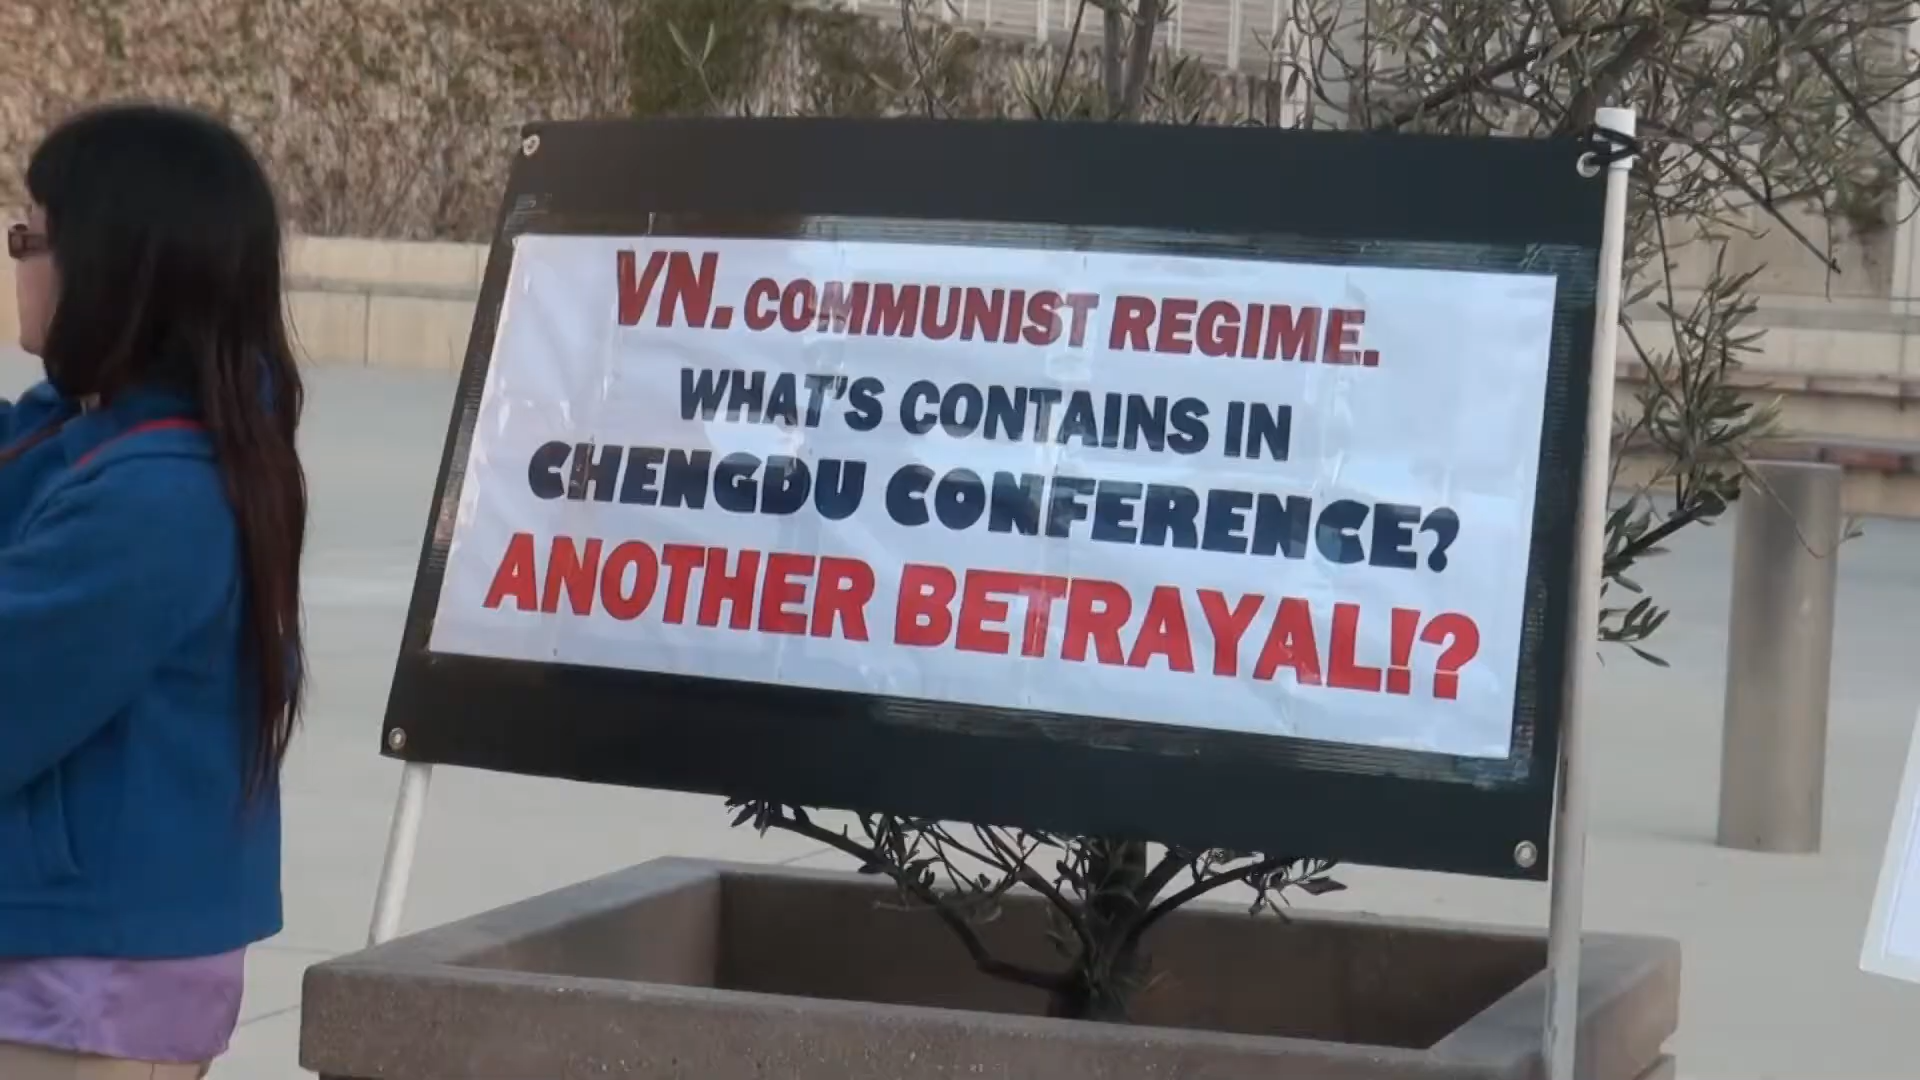 VN. COMMUNIST REGIME.
WHAT'S CONTAINS IN
CHENGDU CONFERENCE?
ANOTHER BETRAYAL!?